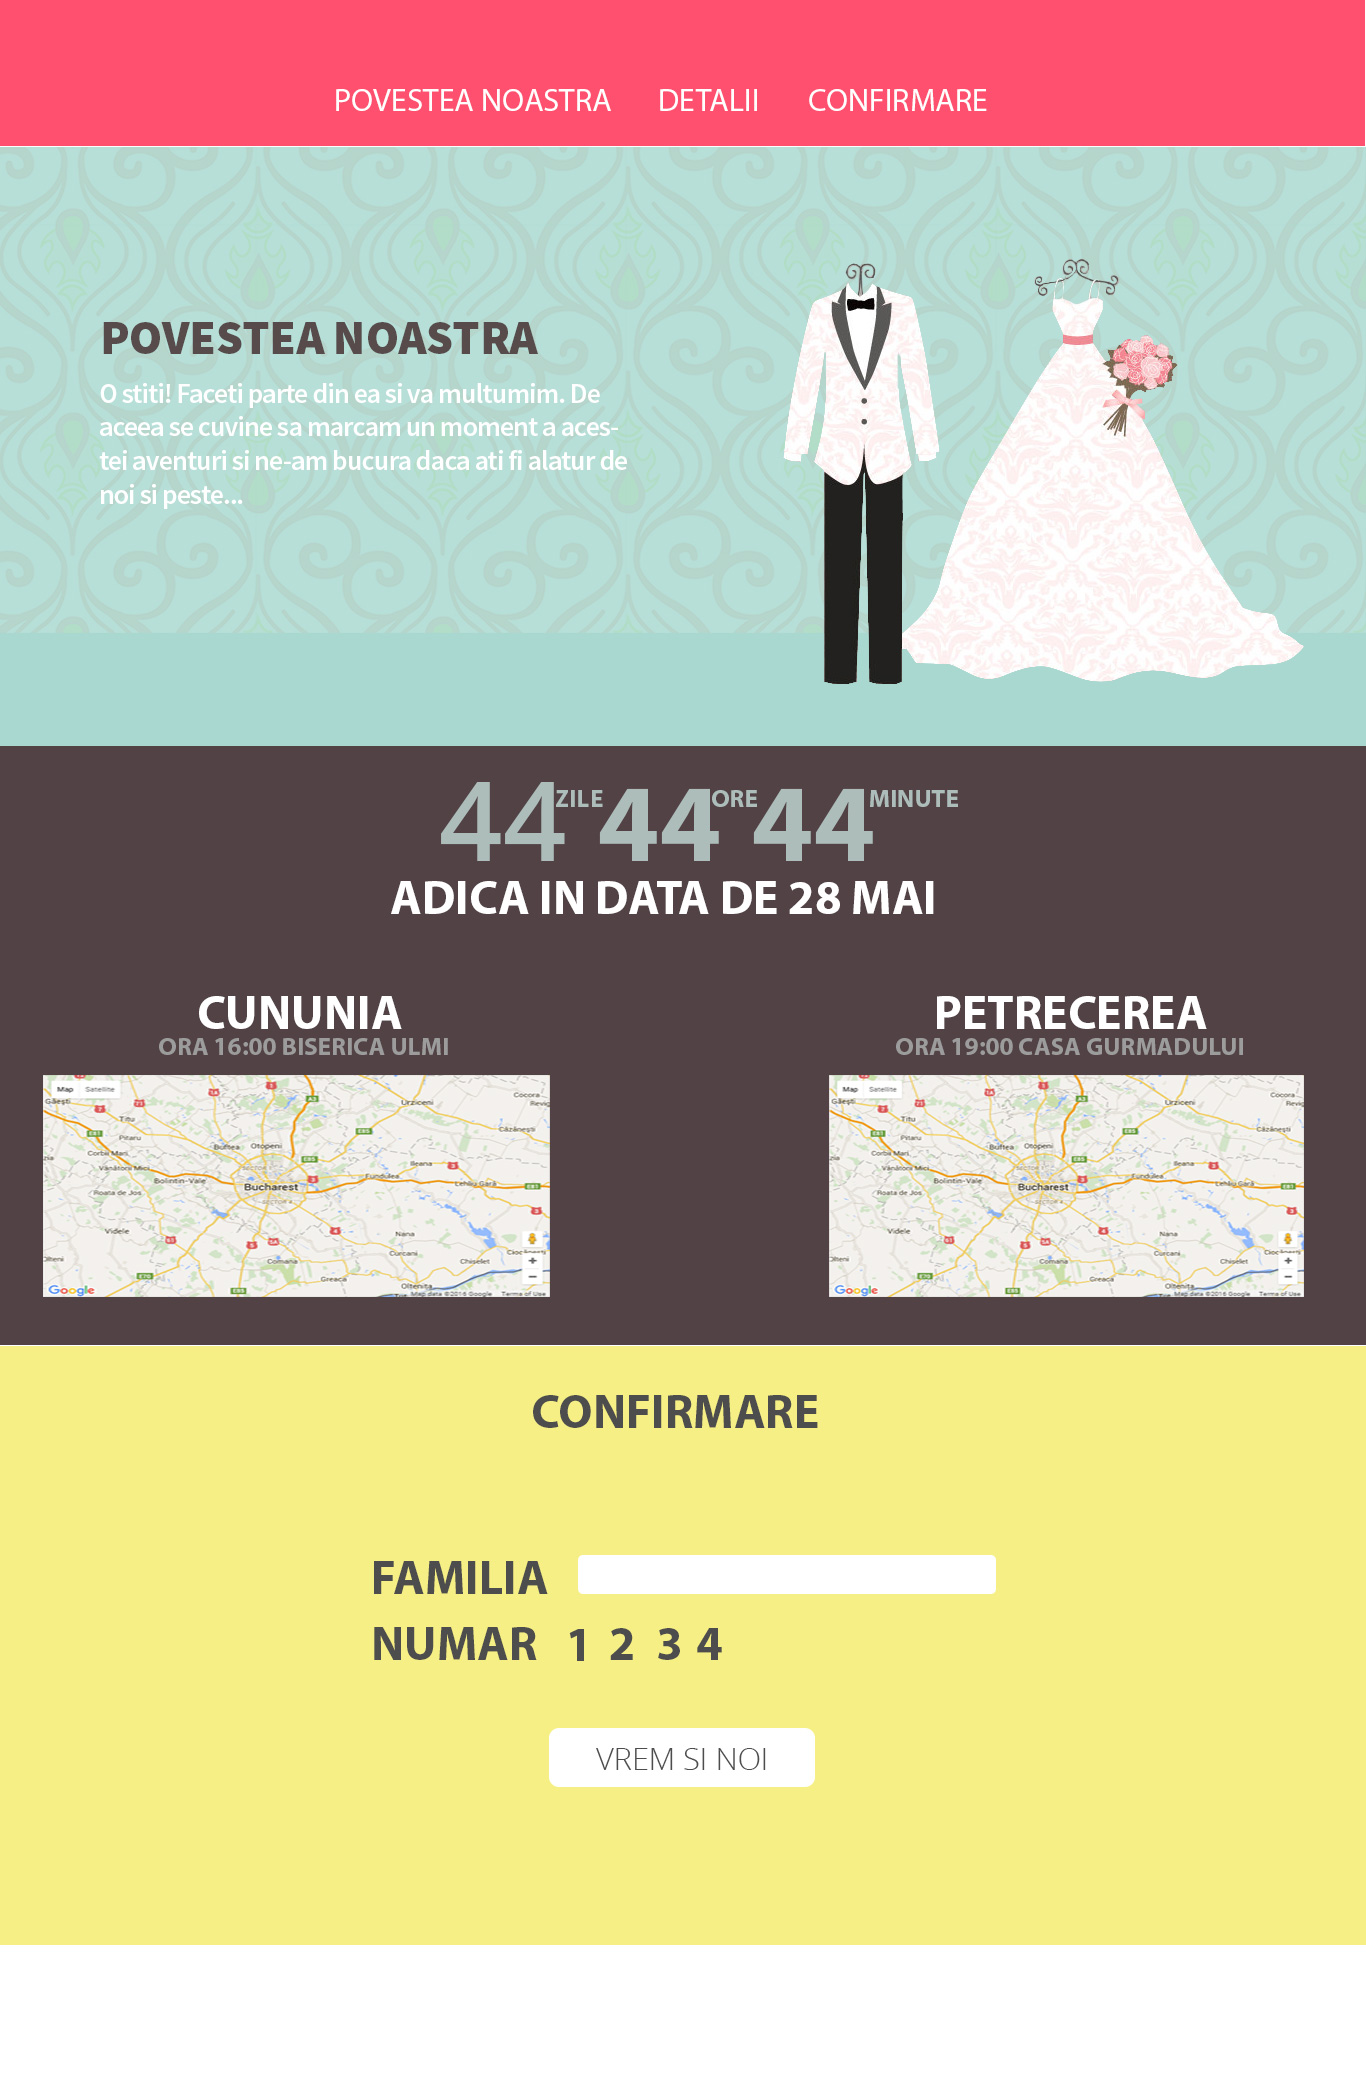 POVESTEA NOASTRA DETALII CONFIRMARE
POVESTEA NOASTRA
O stiti! Faceti parte din ea si va multumim. De
aceea se cuvine sa marcam un moment a aces-
tei aventuri si ne-am bucura daca ati fi alatur de
noi si peste...
44 ZILE 44 ORE 44 MINUTE
ADICA IN DATA DE 28 MAI
CUNUNIA
ORA 16:00 BISERICA ULMI
Map Satellite
Găești
Titu
Pitaru
Corbii Mari
Vânătorii Mici
Bolintin-Vale
Roata de Jos
Videle
Buftea
Otopeni
Bucharest
Urziceni
Cocora
Căzănești
Ileana
Fundulea
Lehliu Gară
Nana
Curcani
Chiselet
Comana
Greaca
Oltenița
Google
Map data ©2016 Google Terms of Use
PETRECEREA
ORA 19:00 CASA GURMADULUI
Map Satellite
Găești
Titu
Pitaru
Corbii Mari
Vânătorii Mici
Bolintin-Vale
Roata de Jos
Videle
Buftea
Otopeni
Bucharest
Urziceni
Cocora
Căzănești
Ileana
Fundulea
Lehliu Gară
Nana
Curcani
Chiselet
Comana
Greaca
Oltenița
Google
Map data ©2016 Google Terms of Use
CONFIRMARE
FAMILIA
NUMAR 1 2 3 4
VREM SI NOI